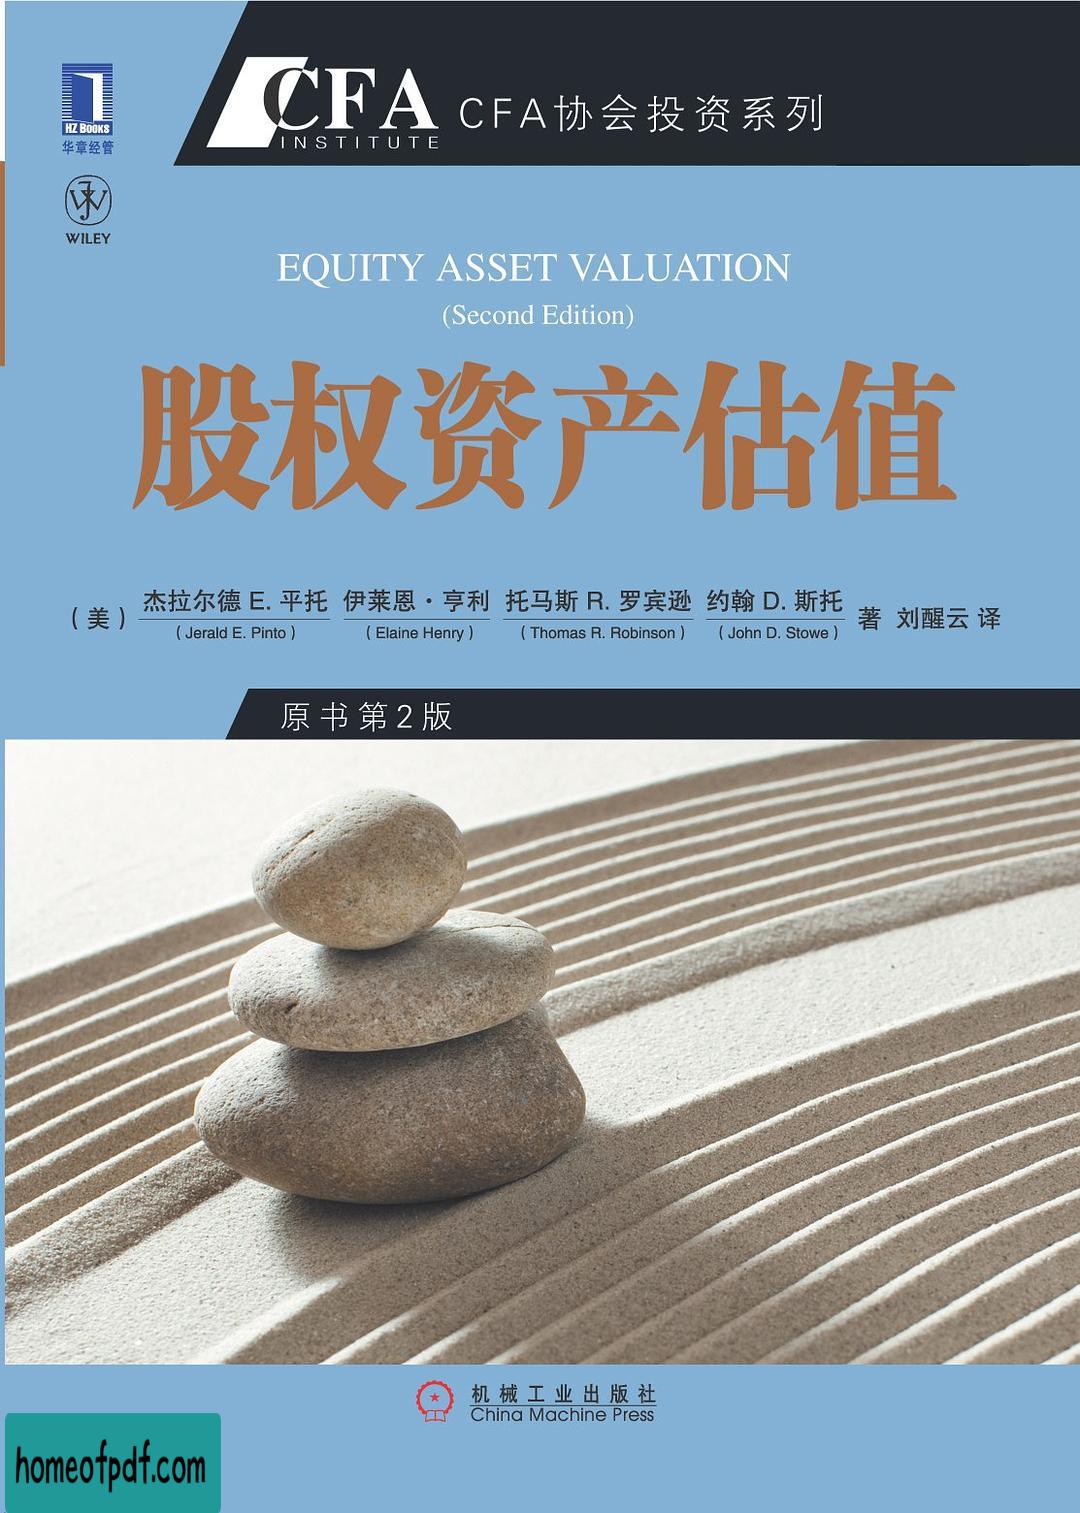 CFA
INSTITUTE
CFA协会投资系列
HZ BOOKS
华章经管
WILEY
EQUITY ASSET VALUATION
(Second Edition)
股权资产估值
（美） 杰拉尔德 E. 平托 伊莱恩·亨利 托马斯 R. 罗宾逊 约翰 D. 斯托 著 刘醒云 译
（Jerald E. Pinto） （Elaine Henry） （Thomas R. Robinson） （John D. Stowe）
原书第2版
机械工业出版社
China Machine Press
homeofpdf.com